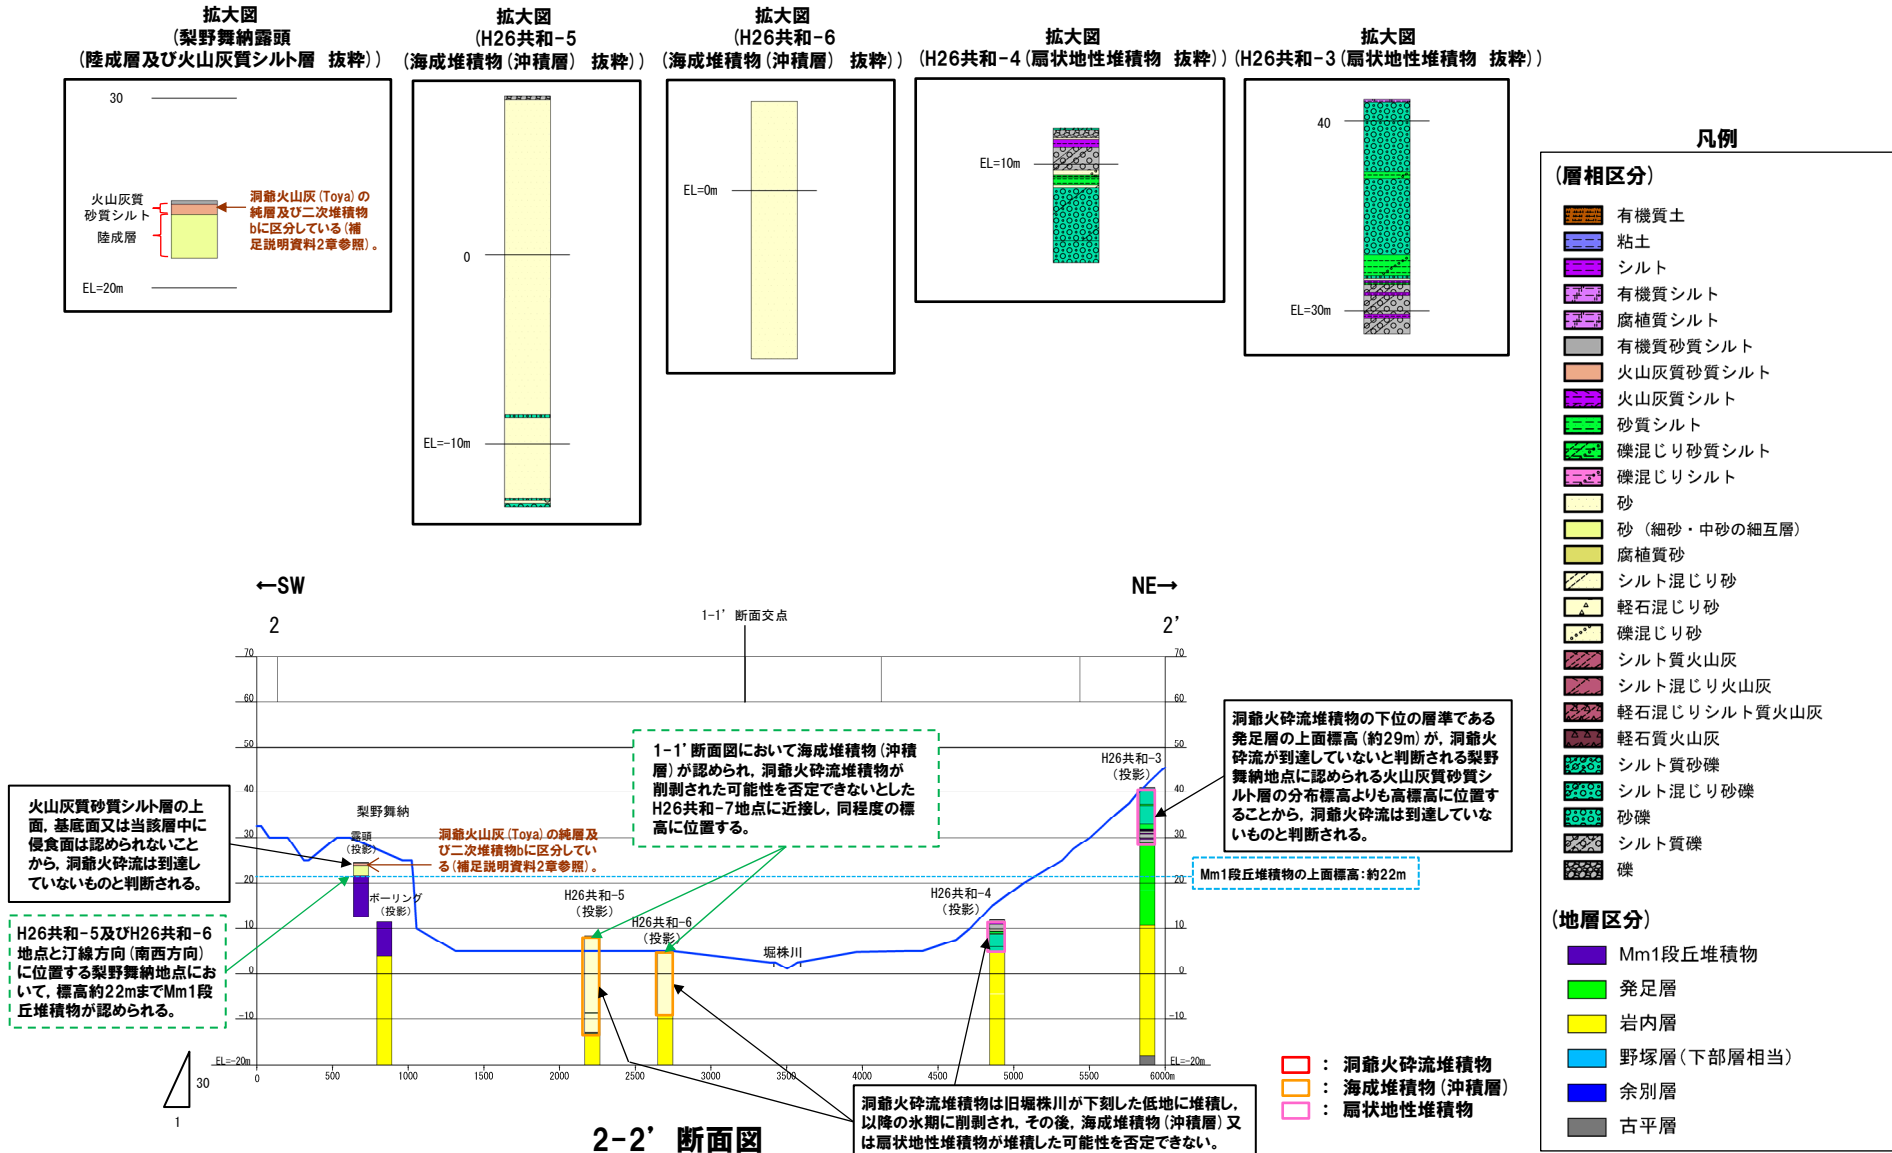 拡大図
(梨野舞納露頭
(陸成層及び火山灰質シルト層 抜粋))
30
火山灰質
砂質シルト
陸成層
EL=20m
洞爺火山灰(Toya)の
純層及び二次堆積物
bに区分している(補
足説明資料2章参照)。
拡大図
(H26共和-5
(海成堆積物(沖積層) 抜粋))
0
EL=-10m
拡大図
(H26共和-6
(海成堆積物(沖積層) 抜粋))
EL=0m
拡大図
(H26共和-4(扇状地性堆積物 抜粋))
EL=10m
拡大図
(H26共和-3(扇状地性堆積物 抜粋))
40
EL=30m
凡例
(層相区分)
有機質土
粘土
シルト
有機質シルト
腐植質シルト
有機質砂質シルト
火山灰質砂質シルト
火山灰質シルト
砂質シルト
礫混じり砂質シルト
礫混じりシルト
砂
砂(細砂・中砂の細互層)
腐植質砂
シルト混じり砂
軽石混じり砂
礫混じり砂
シルト質火山灰
シルト混じり火山灰
軽石混じりシルト質火山灰
軽石質火山灰
シルト質砂礫
シルト混じり砂礫
砂礫
シルト質礫
礫
(地層区分)
Mm1段丘堆積物
発足層
岩内層
野塚層(下部層相当)
余別層
古平層
←SW
NE→
2
1-1' 断面交点
2'
70
60
50
40
30
20
10
0
-10
EL=-20m
70
60
50
40
30
20
10
0
-10
EL=-20m
0
500
1000
1500
2000
2500
3000
3500
4000
4500
5000
5500
6000m
火山灰質砂質シルト層の上
面, 基底面又は当該層中に
侵食面は認められないこと
から, 洞爺火砕流は到達し
ていないものと判断される。
梨野舞納
露頭
(投影)
ボーリング
(投影)
洞爺火山灰(Toya)の純層及
び二次堆積物bに区分してい
る(補足説明資料2章参照)。
H26共和-5及びH26共和-6
地点と汀線方向(南西方向)
に位置する梨野舞納地点にお
いて, 標高約22mまでMm1段
丘堆積物が認められる。
1-1'断面図において海成堆積物(沖積
層)が認められ, 洞爺火砕流堆積物が
削剥された可能性を否定できないとした
H26共和-7地点に近接し, 同程度の標
高に位置する。
H26共和-5
(投影)
H26共和-6
(投影)
堀株川
H26共和-4
(投影)
H26共和-3
(投影)
洞爺火砕流堆積物の下位の層準である
発足層の上面標高(約29m)が, 洞爺火
砕流が到達していないと判断される梨野
舞納地点に認められる火山灰質砂質シ
ルト層の分布標高よりも高標高に位置す
ることから, 洞爺火砕流は到達していな
いものと判断される。
Mm1段丘堆積物の上面標高:約22m
洞爺火砕流堆積物は旧堀株川が下刻した低地に堆積し,
以降の氷期に削剥され, その後, 海成堆積物(沖積層)又
は扇状地性堆積物が堆積した可能性を否定できない。
: 洞爺火砕流堆積物
: 海成堆積物(沖積層)
: 扇状地性堆積物
30
1
2-2' 断面図